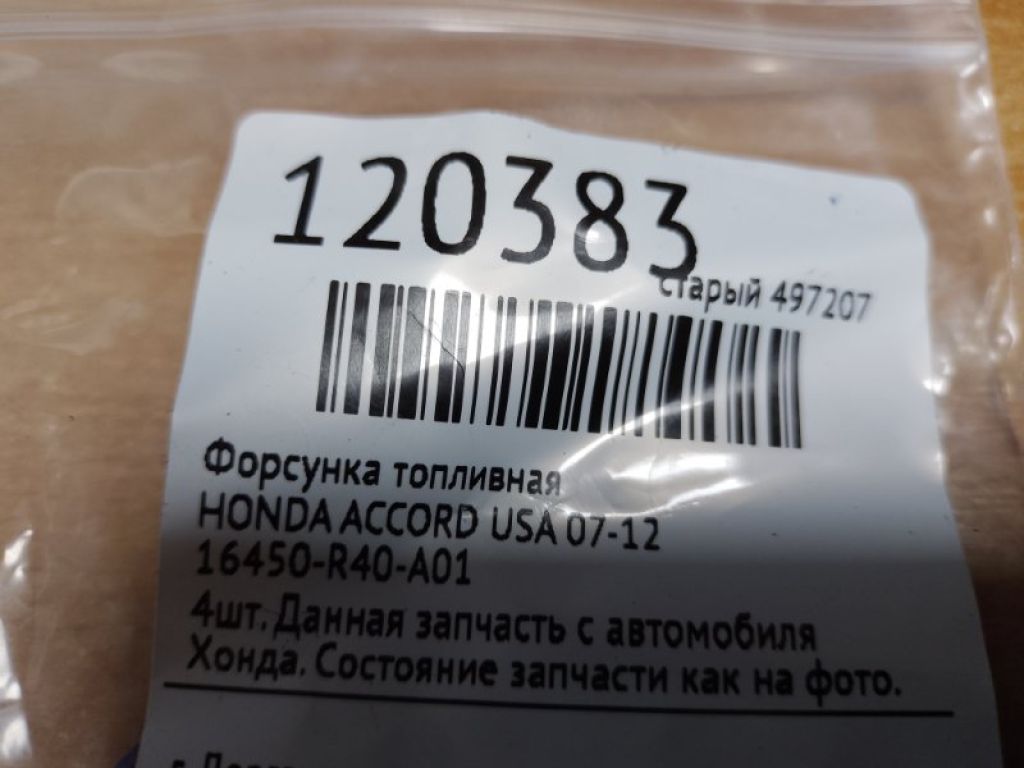 120383
старый 497207
Форсунка топливная
HONDA ACCORD USA 07-12
16450-R40-A01
4шт. Данная запчасть с автомобиля
Хонда. Состояние запчасти как на фото.